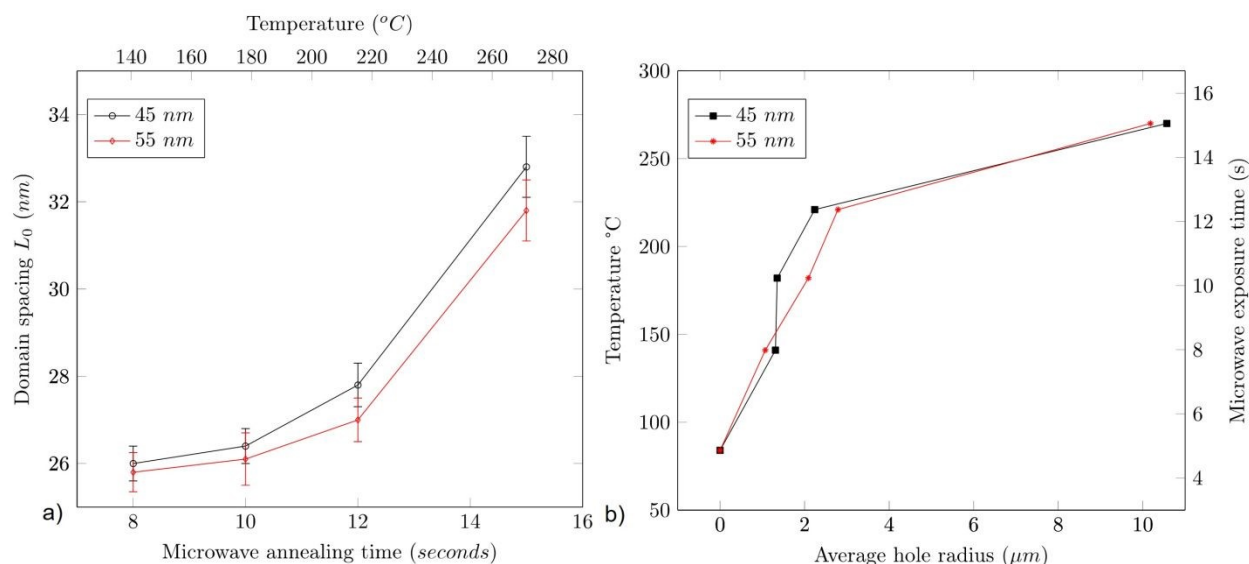 Temperature (°C)
140 160 180 200 220 240 260 280
34
32
30
28
26
Domain spacing L₀ (nm)
45 nm
55 nm
8 10 12 14 16
Microwave annealing time (seconds)
a)
300
250
200
150
100
50
Temperature °C
45 nm
55 nm
16
14
12
10
8
6
4
Microwave exposure time (s)
0 2 4 6 8 10
Average hole radius (μm)
b)